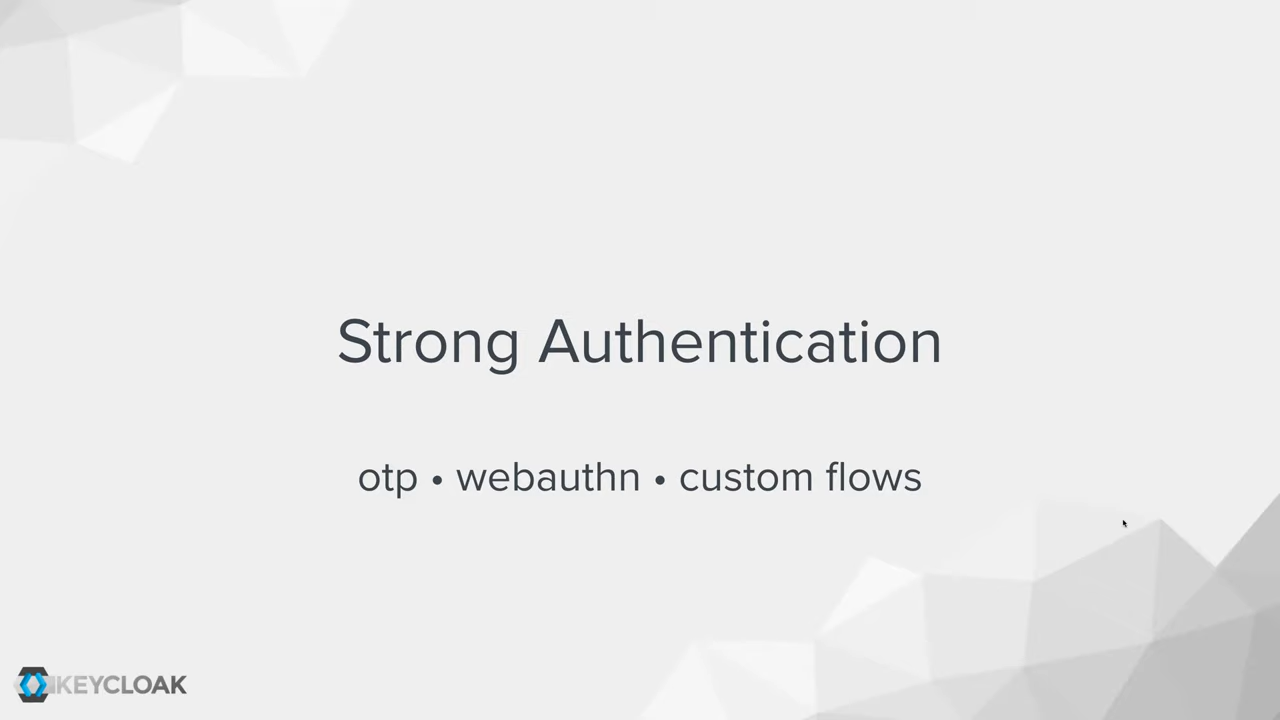 Strong Authentication
otp • webauthn • custom flows
KEYCLOAK